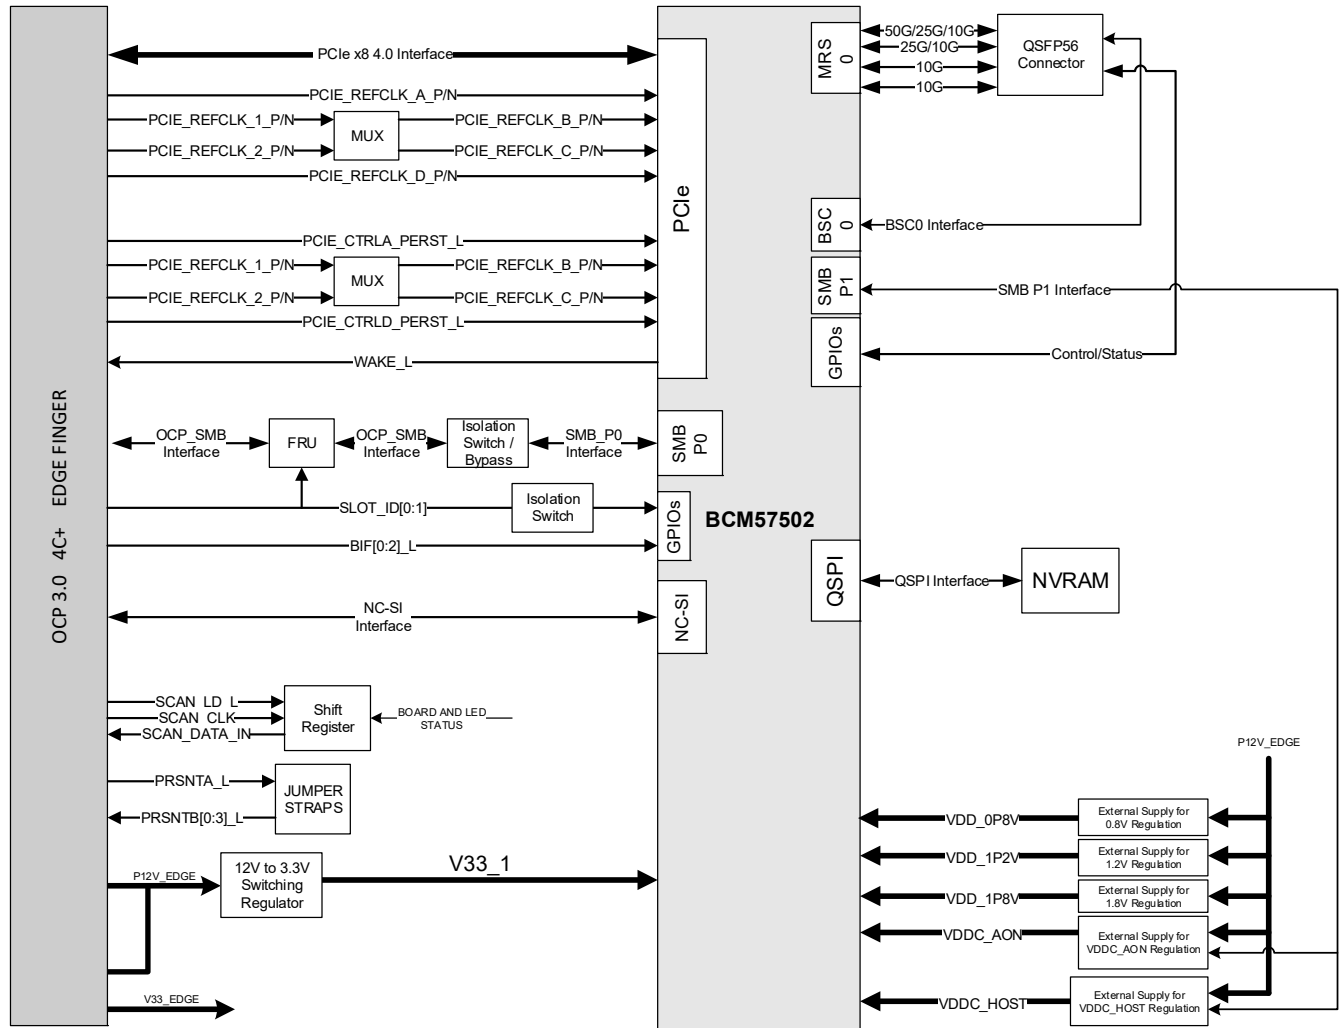 OCP 3.0 4C+ EDGE FINGER
PCIe x8 4.0 Interface
PCIE_REFCLK_A_P/N
PCIE_REFCLK_1_P/N
MUX
PCIE_REFCLK_B_P/N
PCIE_REFCLK_2_P/N
PCIE_REFCLK_C_P/N
PCIE_REFCLK_D_P/N
PCIE_CTRLA_PERST_L
PCIE_REFCLK_1_P/N
MUX
PCIE_REFCLK_B_P/N
PCIE_REFCLK_2_P/N
PCIE_REFCLK_C_P/N
PCIE_CTRLD_PERST_L
WAKE_L
PCIe
OCP_SMB
Interface
FRU
OCP_SMB
Interface
Isolation
Switch /
Bypass
SMB_P0
Interface
SMB
P0
SLOT_ID[0:1]
Isolation
Switch
BIF[0:2]_L
GPIOs
NC-SI
Interface
NC-SI
SCAN_LD_L
SCAN_CLK
SCAN_DATA_IN
Shift
Register
BOARD AND LED
STATUS
PRSNTA_L
PRSNTB[0:3]_L
JUMPER
STRAPS
P12V_EDGE
12V to 3.3V
Switching
Regulator
V33_1
V33_EDGE
BCM57502
MRS
0
50G/25G/10G
25G/10G
10G
10G
QSFP56
Connector
BSC
0
BSC0 Interface
SMB
P1
SMB P1 Interface
GPIOs
Control/Status
QSPI
QSPI Interface
NVRAM
P12V_EDGE
VDD_0P8V
External Supply for
0.8V Regulation
VDD_1P2V
External Supply for
1.2V Regulation
VDD_1P8V
External Supply for
1.8V Regulation
VDDC_AON
External Supply for
VDDC_AON Regulation
VDDC_HOST
External Supply for
VDDC_HOST Regulation